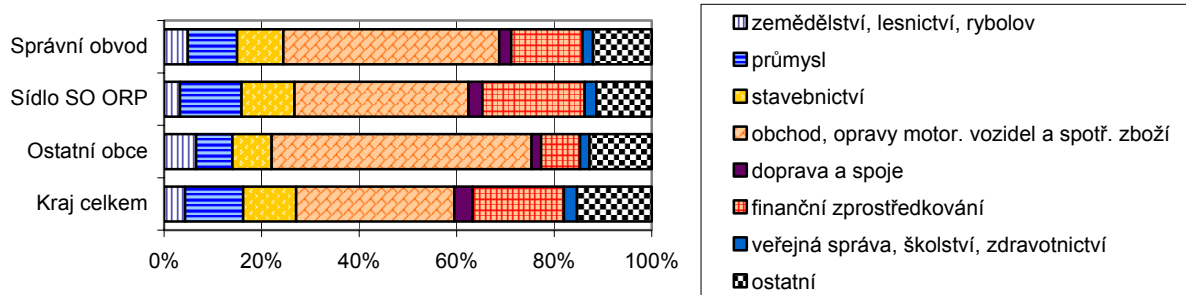 Správní obvod
Sídlo SO ORP
Ostatní obce
Kraj celkem
0% 20% 40% 60% 80% 100%
zemědělství, lesnictví, rybolov
průmysl
stavebnictví
obchod, opravy motor. vozidel a spotř. zboží
doprava a spoje
finanční zprostředkování
veřejná správa, školství, zdravotnictví
ostatní